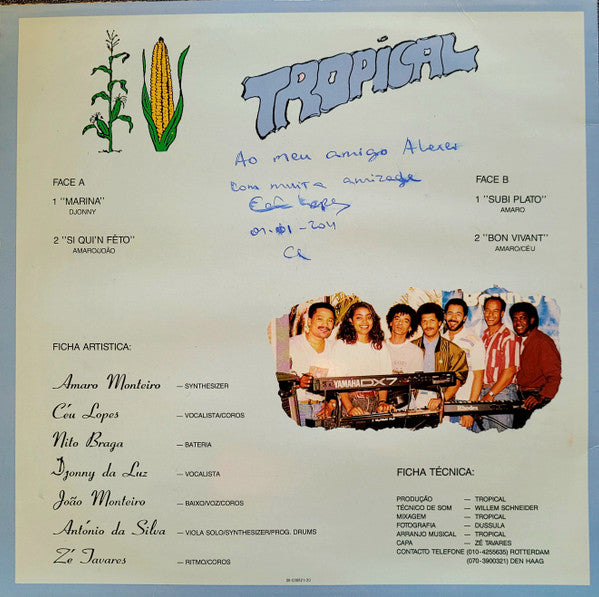 TROPICAL
Ao meu amigo
com muita amizade
Lopes
01-01-2011
FACE A
1 "MARINA"
DJONNY
2 "SI QUI'N FÊTO"
AMARO/JOÃO
FACE B
1 "SUBI PLATO"
AMARO
2 "BON VIVANT"
AMARO/CÉU
YAMAHA DX7
FICHA ARTISTICA:
Amaro Monteiro — SYNTHESIZER
Céu Lopes — VOCALISTA/COROS
Nito Braga — BATERIA
Djonny da Luz — VOCALISTA
João Monteiro — BAIXO/VOZ/COROS
António da Silva — VIOLA SOLO/SYNTHESIZER/PROG. DRUMS
Zé Tavares — RITMO/COROS
FICHA TÉCNICA:
PRODUÇÃO — TROPICAL
TÉCNICO DE SOM — WILLEM SCHNEIDER
MIXAGEM — TROPICAL
FOTOGRAFIA — DUSSULA
ARRANJO MUSICAL — TROPICAL
CAPA — ZÉ TAVARES
CONTACTO TELEFONE (010-4255635) ROTTERDAM
(070-3900321) DEN HAAG